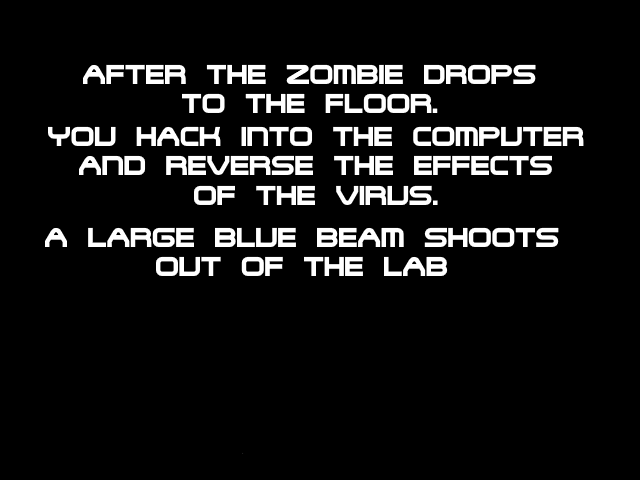 AFTER THE ZOMBIE DROPS
TO THE FLOOR.
YOU HACK INTO THE COMPUTER
AND REVERSE THE EFFECTS
OF THE VIRUS.
A LARGE BLUE BEAM SHOOTS
OUT OF THE LAB